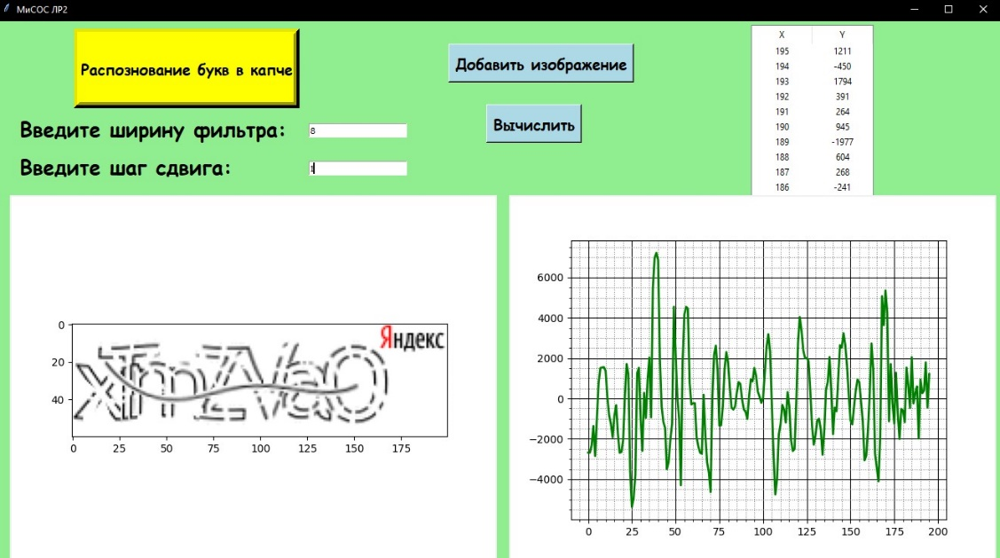 МиСОС ЛР2
Распознование букв в капче
Добавить изображение
Введите ширину фильтра: 8
Вычислить
Введите шаг сдвига: 1
X Y
195 1211
194 -450
193 1794
192 391
191 264
190 945
189 -1977
188 604
187 268
186 -241
Яндекс
0
20
40
0 25 50 75 100 125 150 175
6000
4000
2000
0
−2000
−4000
0 25 50 75 100 125 150 175 200